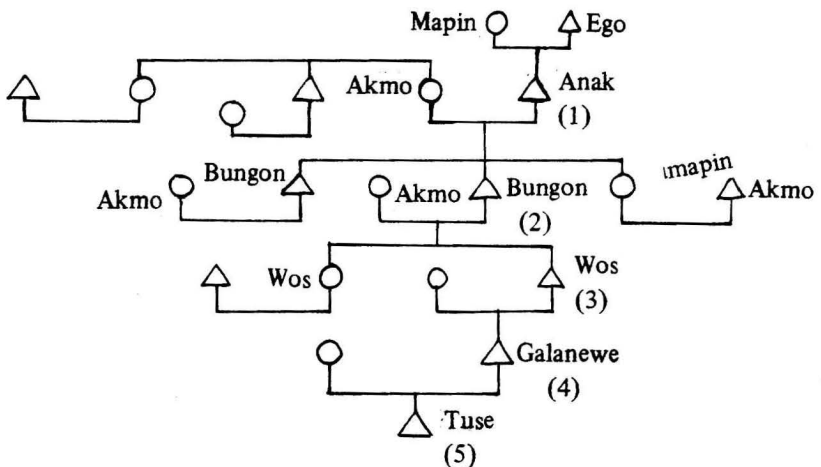 Mapin Ego
Akmo Anak
(1)
Bungon mapin
Akmo Akmo Bungon Akmo
(2)
Wos Wos
(3)
Galanewe
(4)
Tuse
(5)